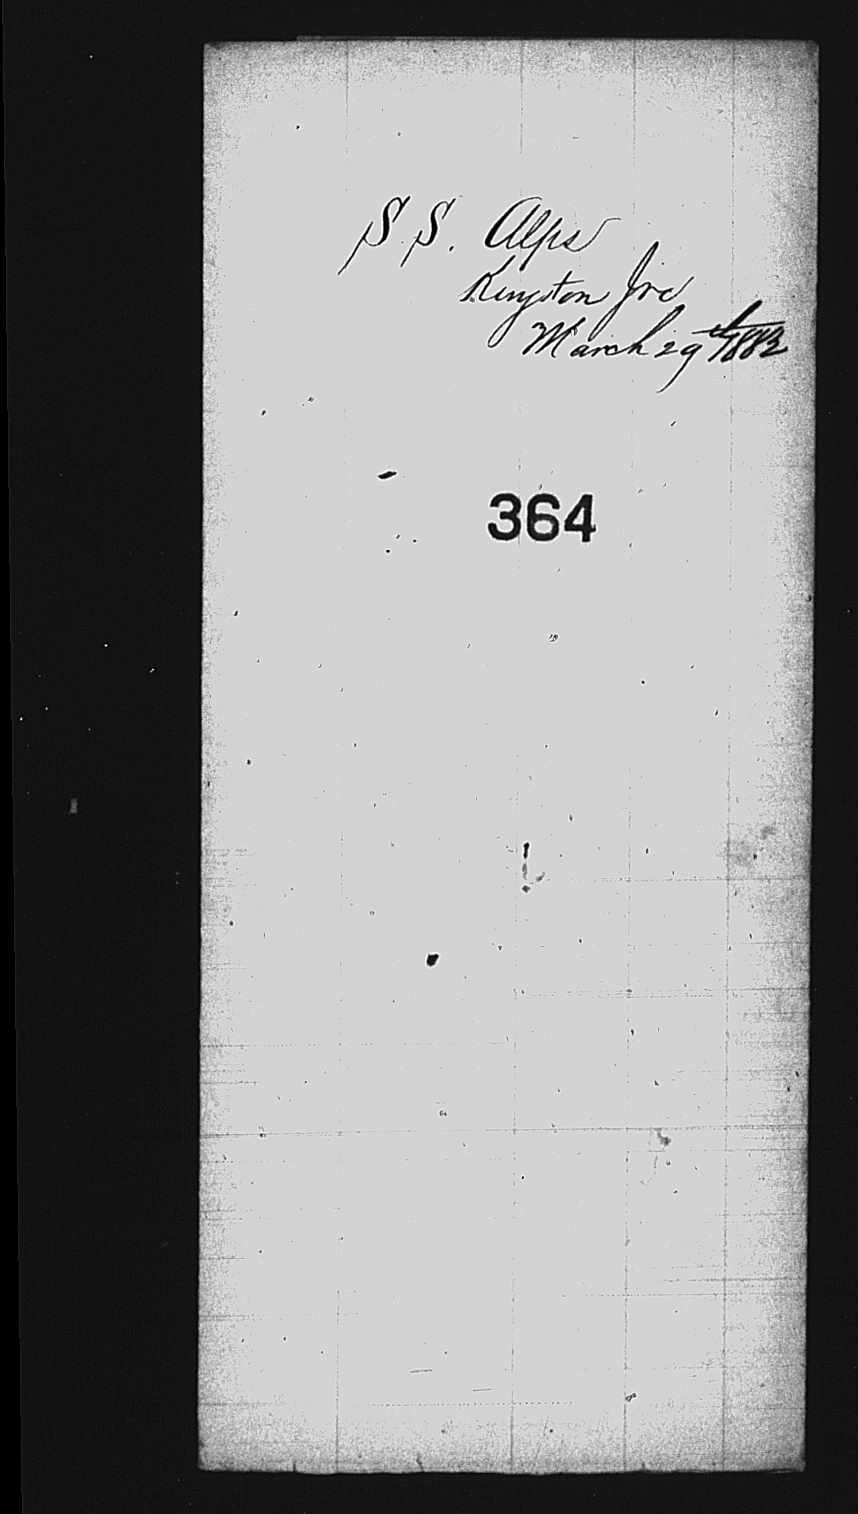 S. S. Alps
Kingston Jca
March 29th 1882
364